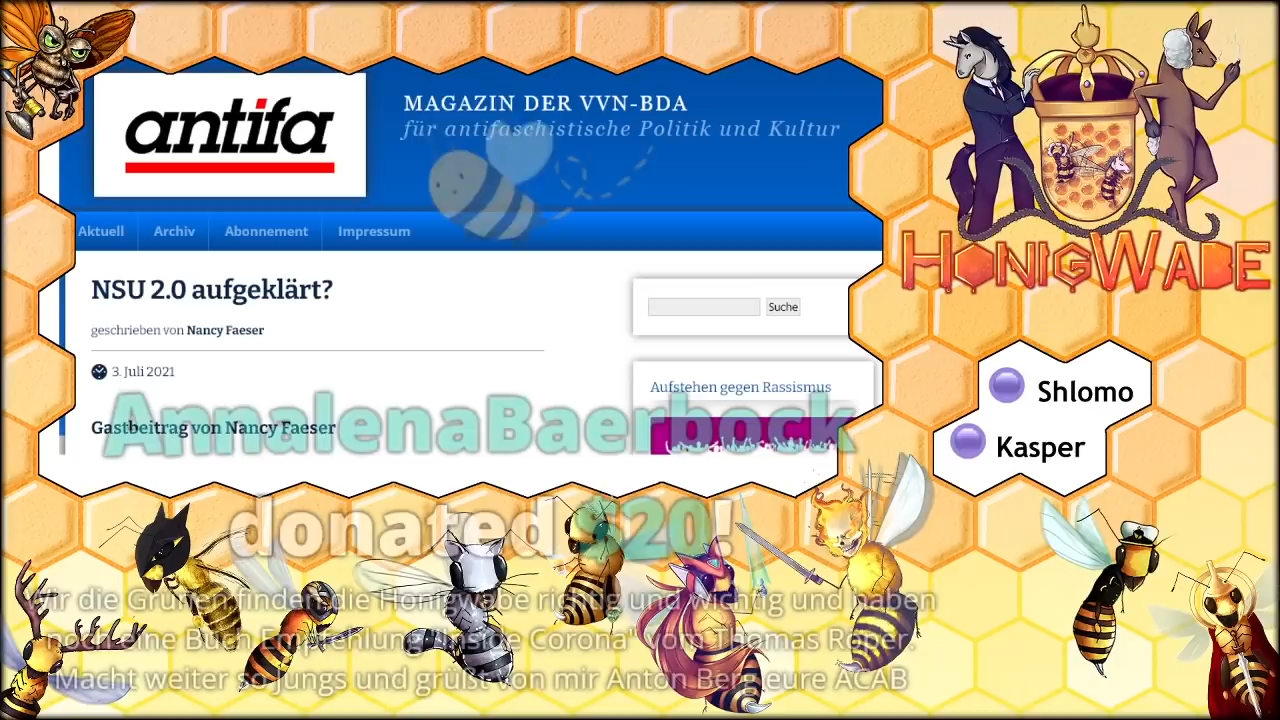 antifa
MAGAZIN DER VVN-BDA
für antifaschistische Politik und Kultur
Aktuell Archiv Abonnement Impressum
NSU 2.0 aufgeklärt?
geschrieben von Nancy Faeser
3. Juli 2021
Gastbeitrag von Nancy Faeser
Suche
Aufstehen gegen Rassismus
HONIGWABE
Shlomo
Kasper
AnnalenaBaerbock
donated $20!
Wir die Grünen finden die Honigwabe richtig und wichtig und haben
noch eine Buch Empfehlung "Inside Corona" vom Thomas Röper.
Macht weiter so Jungs und grüßt von mir Anton Berg eure ACAB